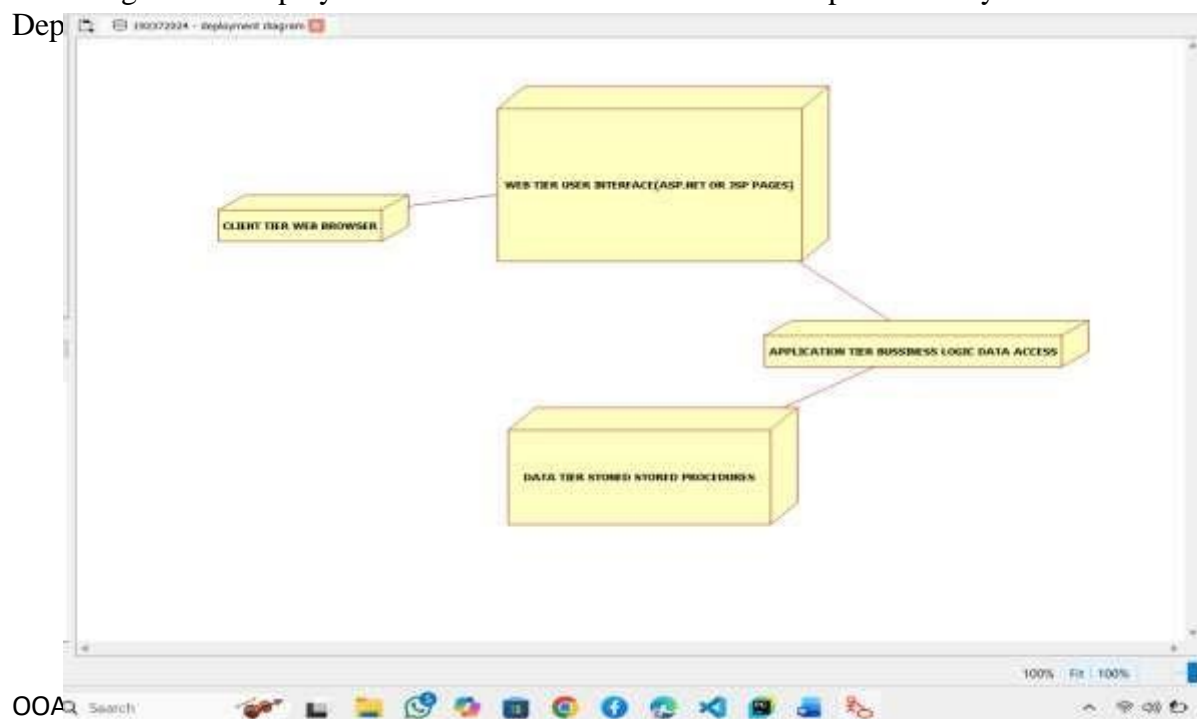 Dep
192372024 - deployment diagram
WEB TIER USER INTERFACE(ASP.NET OR JSP PAGES)
CLIENT TIER WEB BROWSER
APPLICATION TIER BUSSINESS LOGIC DATA ACCESS
DATA TIER STORED STORED PROCEDURES
100% Fit 100%
OOA
Search